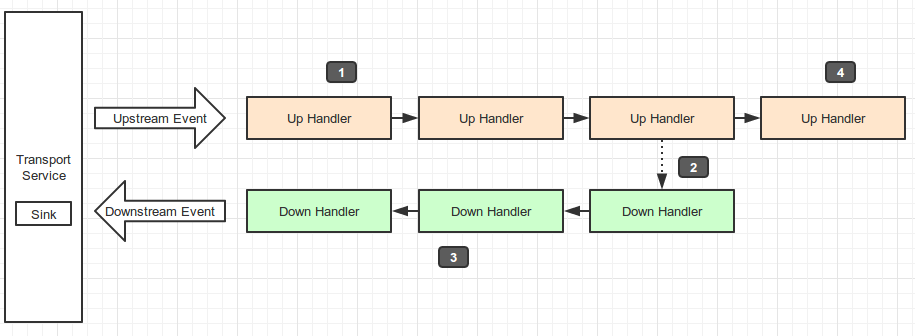 1
4
Upstream Event
Up Handler
Up Handler
Up Handler
Up Handler
Transport
Service
2
Sink
Downstream Event
Down Handler
Down Handler
Down Handler
3